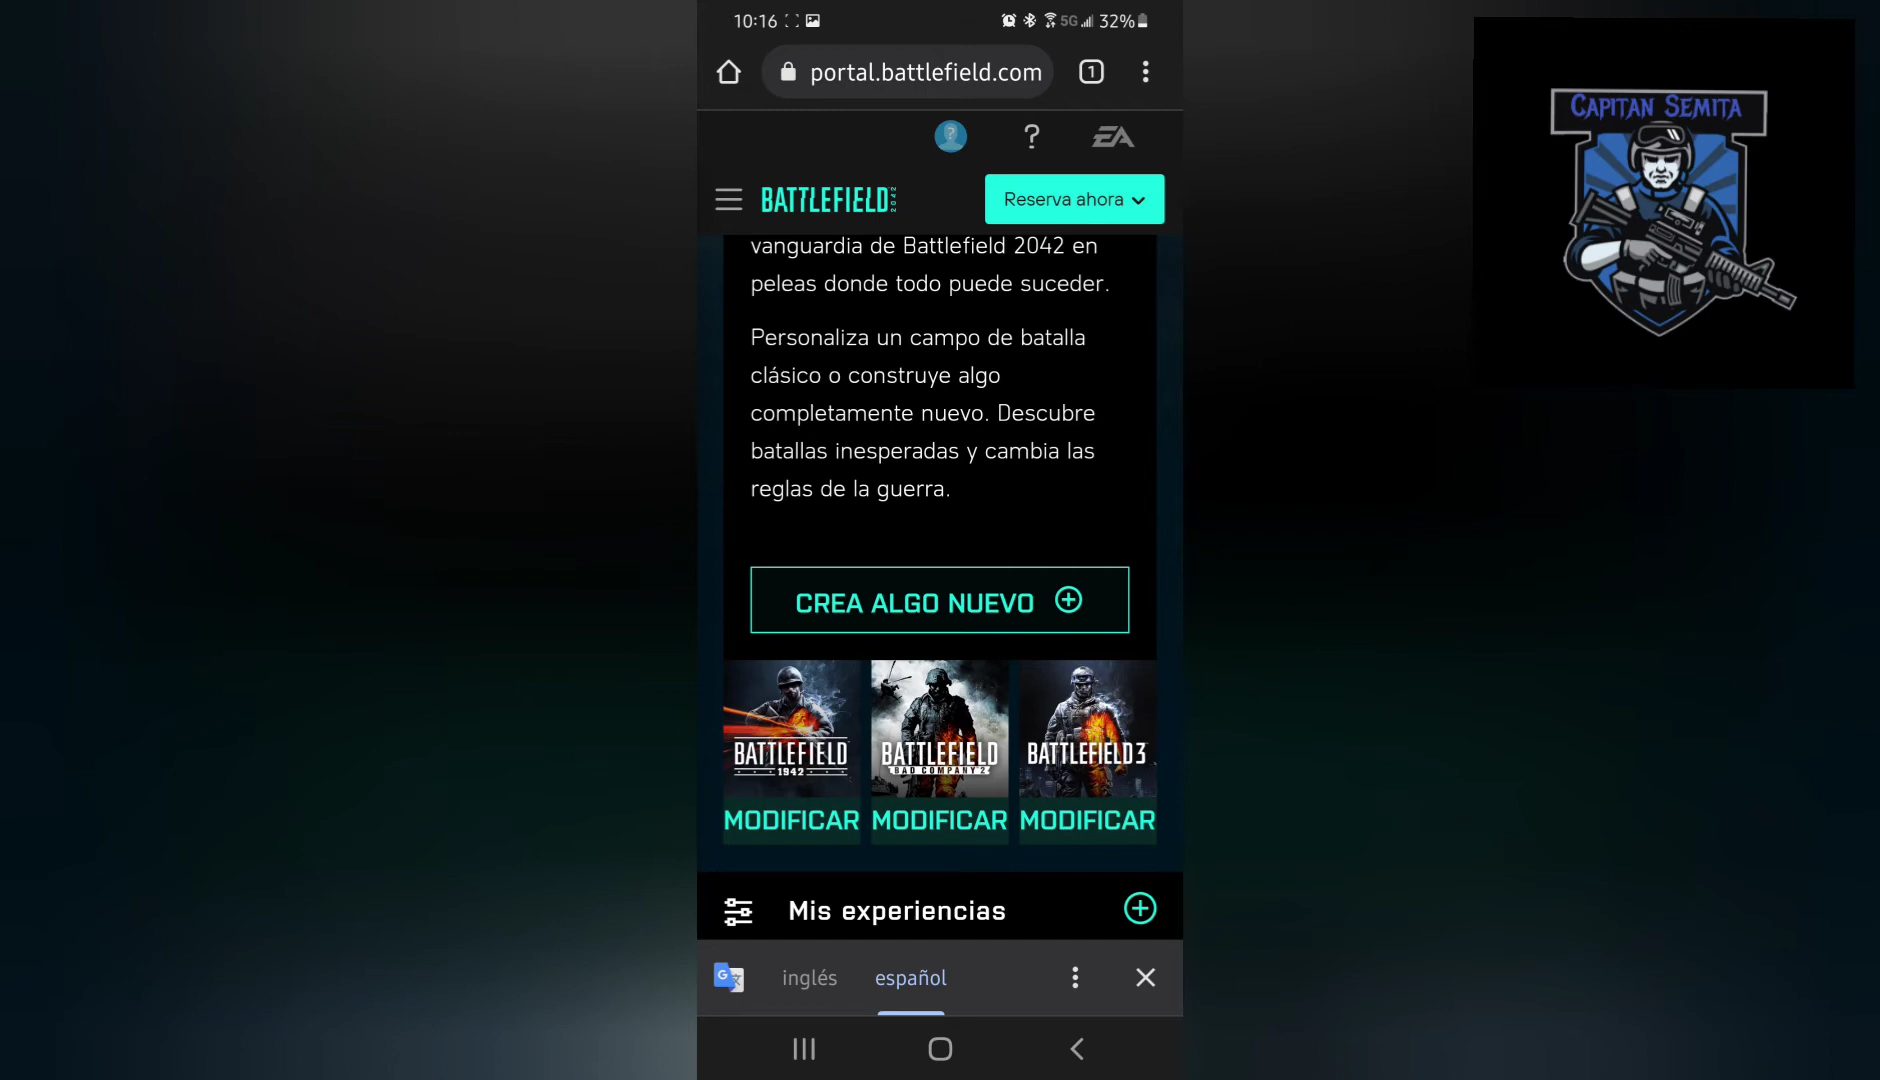 10:16
5G
32%
portal.battlefield.com
1
?
EA
BATTLEFIELD 2042
Reserva ahora
vanguardia de Battlefield 2042 en
peleas donde todo puede suceder.
Personaliza un campo de batalla
clásico o construye algo
completamente nuevo. Descubre
batallas inesperadas y cambia las
reglas de la guerra.
CREA ALGO NUEVO
BATTLEFIELD
1942
BATTLEFIELD
BAD COMPANY 2
BATTLEFIELD 3
MODIFICAR
MODIFICAR
MODIFICAR
Mis experiencias
G
inglés
español
CAPITAN SEMITA